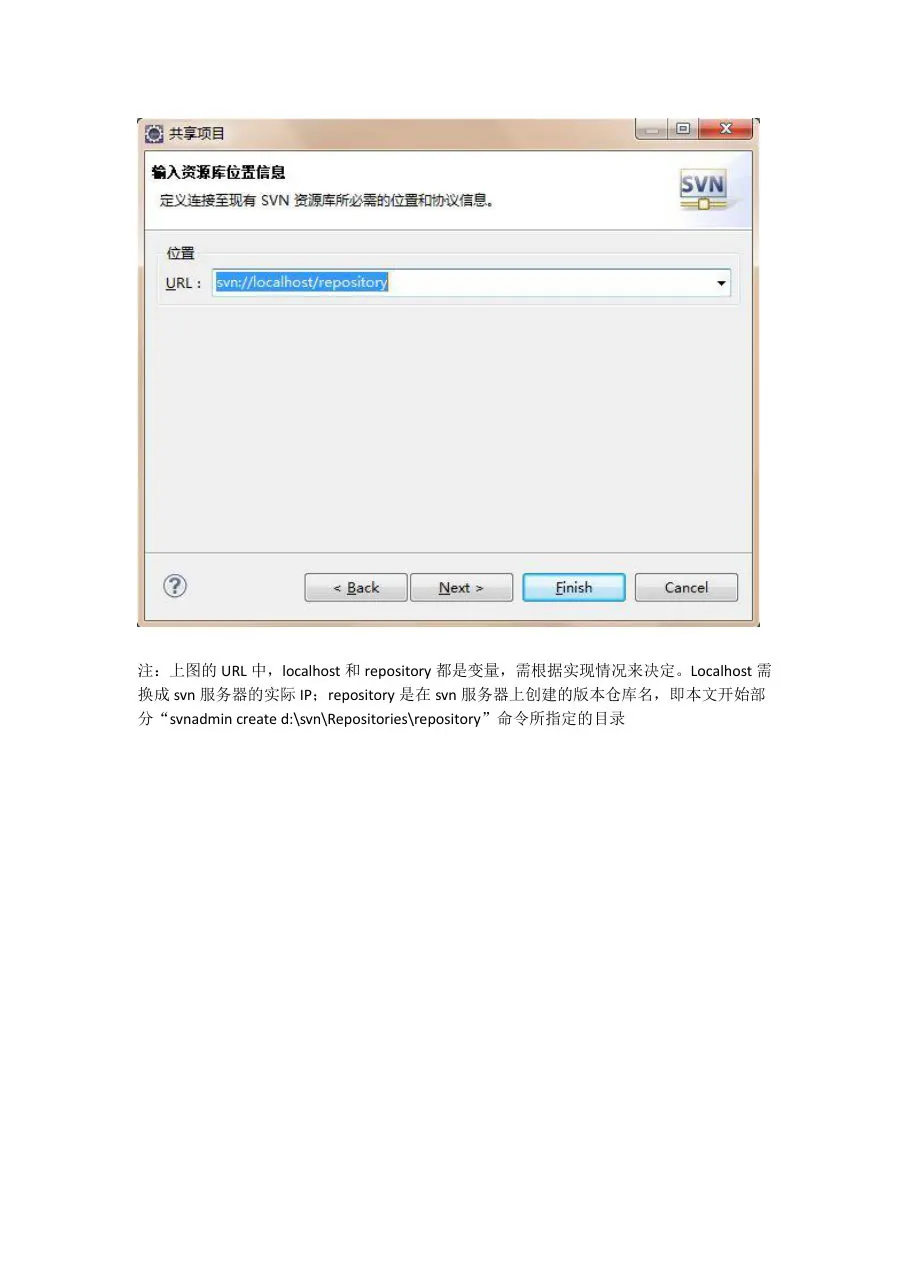 共享项目
输入资源库位置信息
定义连接至现有 SVN 资源库所必需的位置和协议信息。
SVN
位置
URL： svn://localhost/repository
< Back Next > Finish Cancel
注：上图的 URL 中，localhost 和 repository 都是变量，需根据实现情况来决定。Localhost 需
换成 svn 服务器的实际 IP；repository 是在 svn 服务器上创建的版本仓库名，即本文开始部
分“svnadmin create d:\svn\Repositories\repository”命令所指定的目录